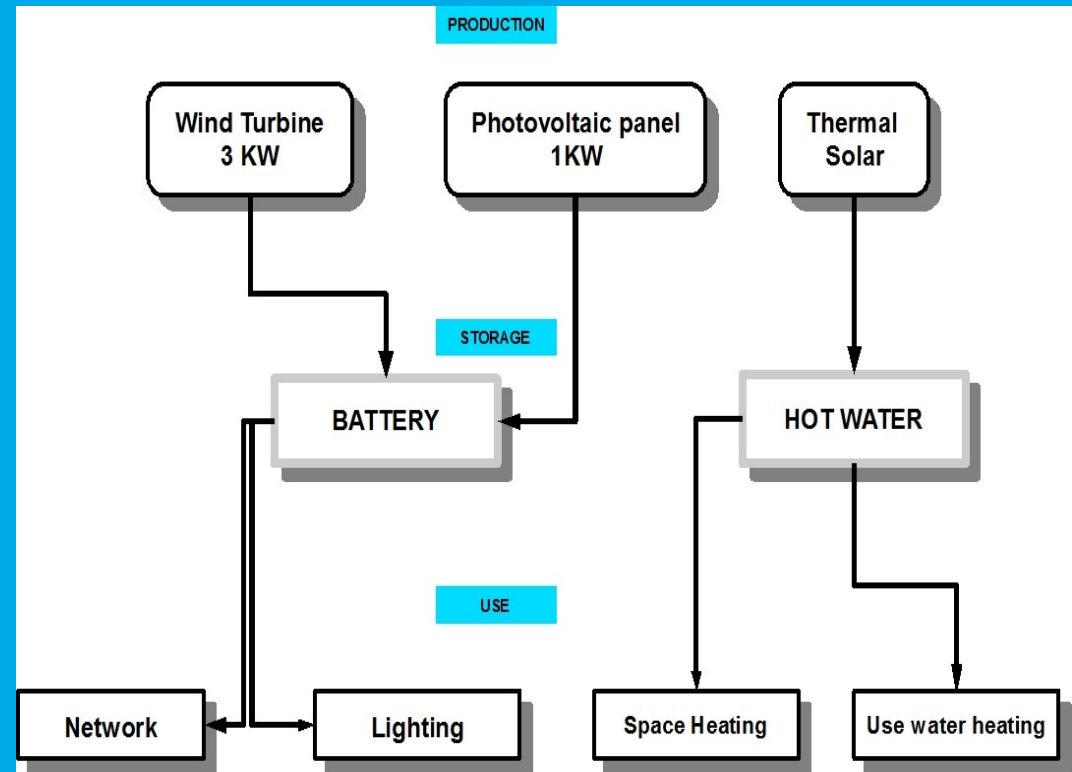 PRODUCTION
Wind Turbine
3 KW
Photovoltaic panel
1KW
Thermal
Solar
STORAGE
BATTERY
HOT WATER
USE
Network
Lighting
Space Heating
Use water heating